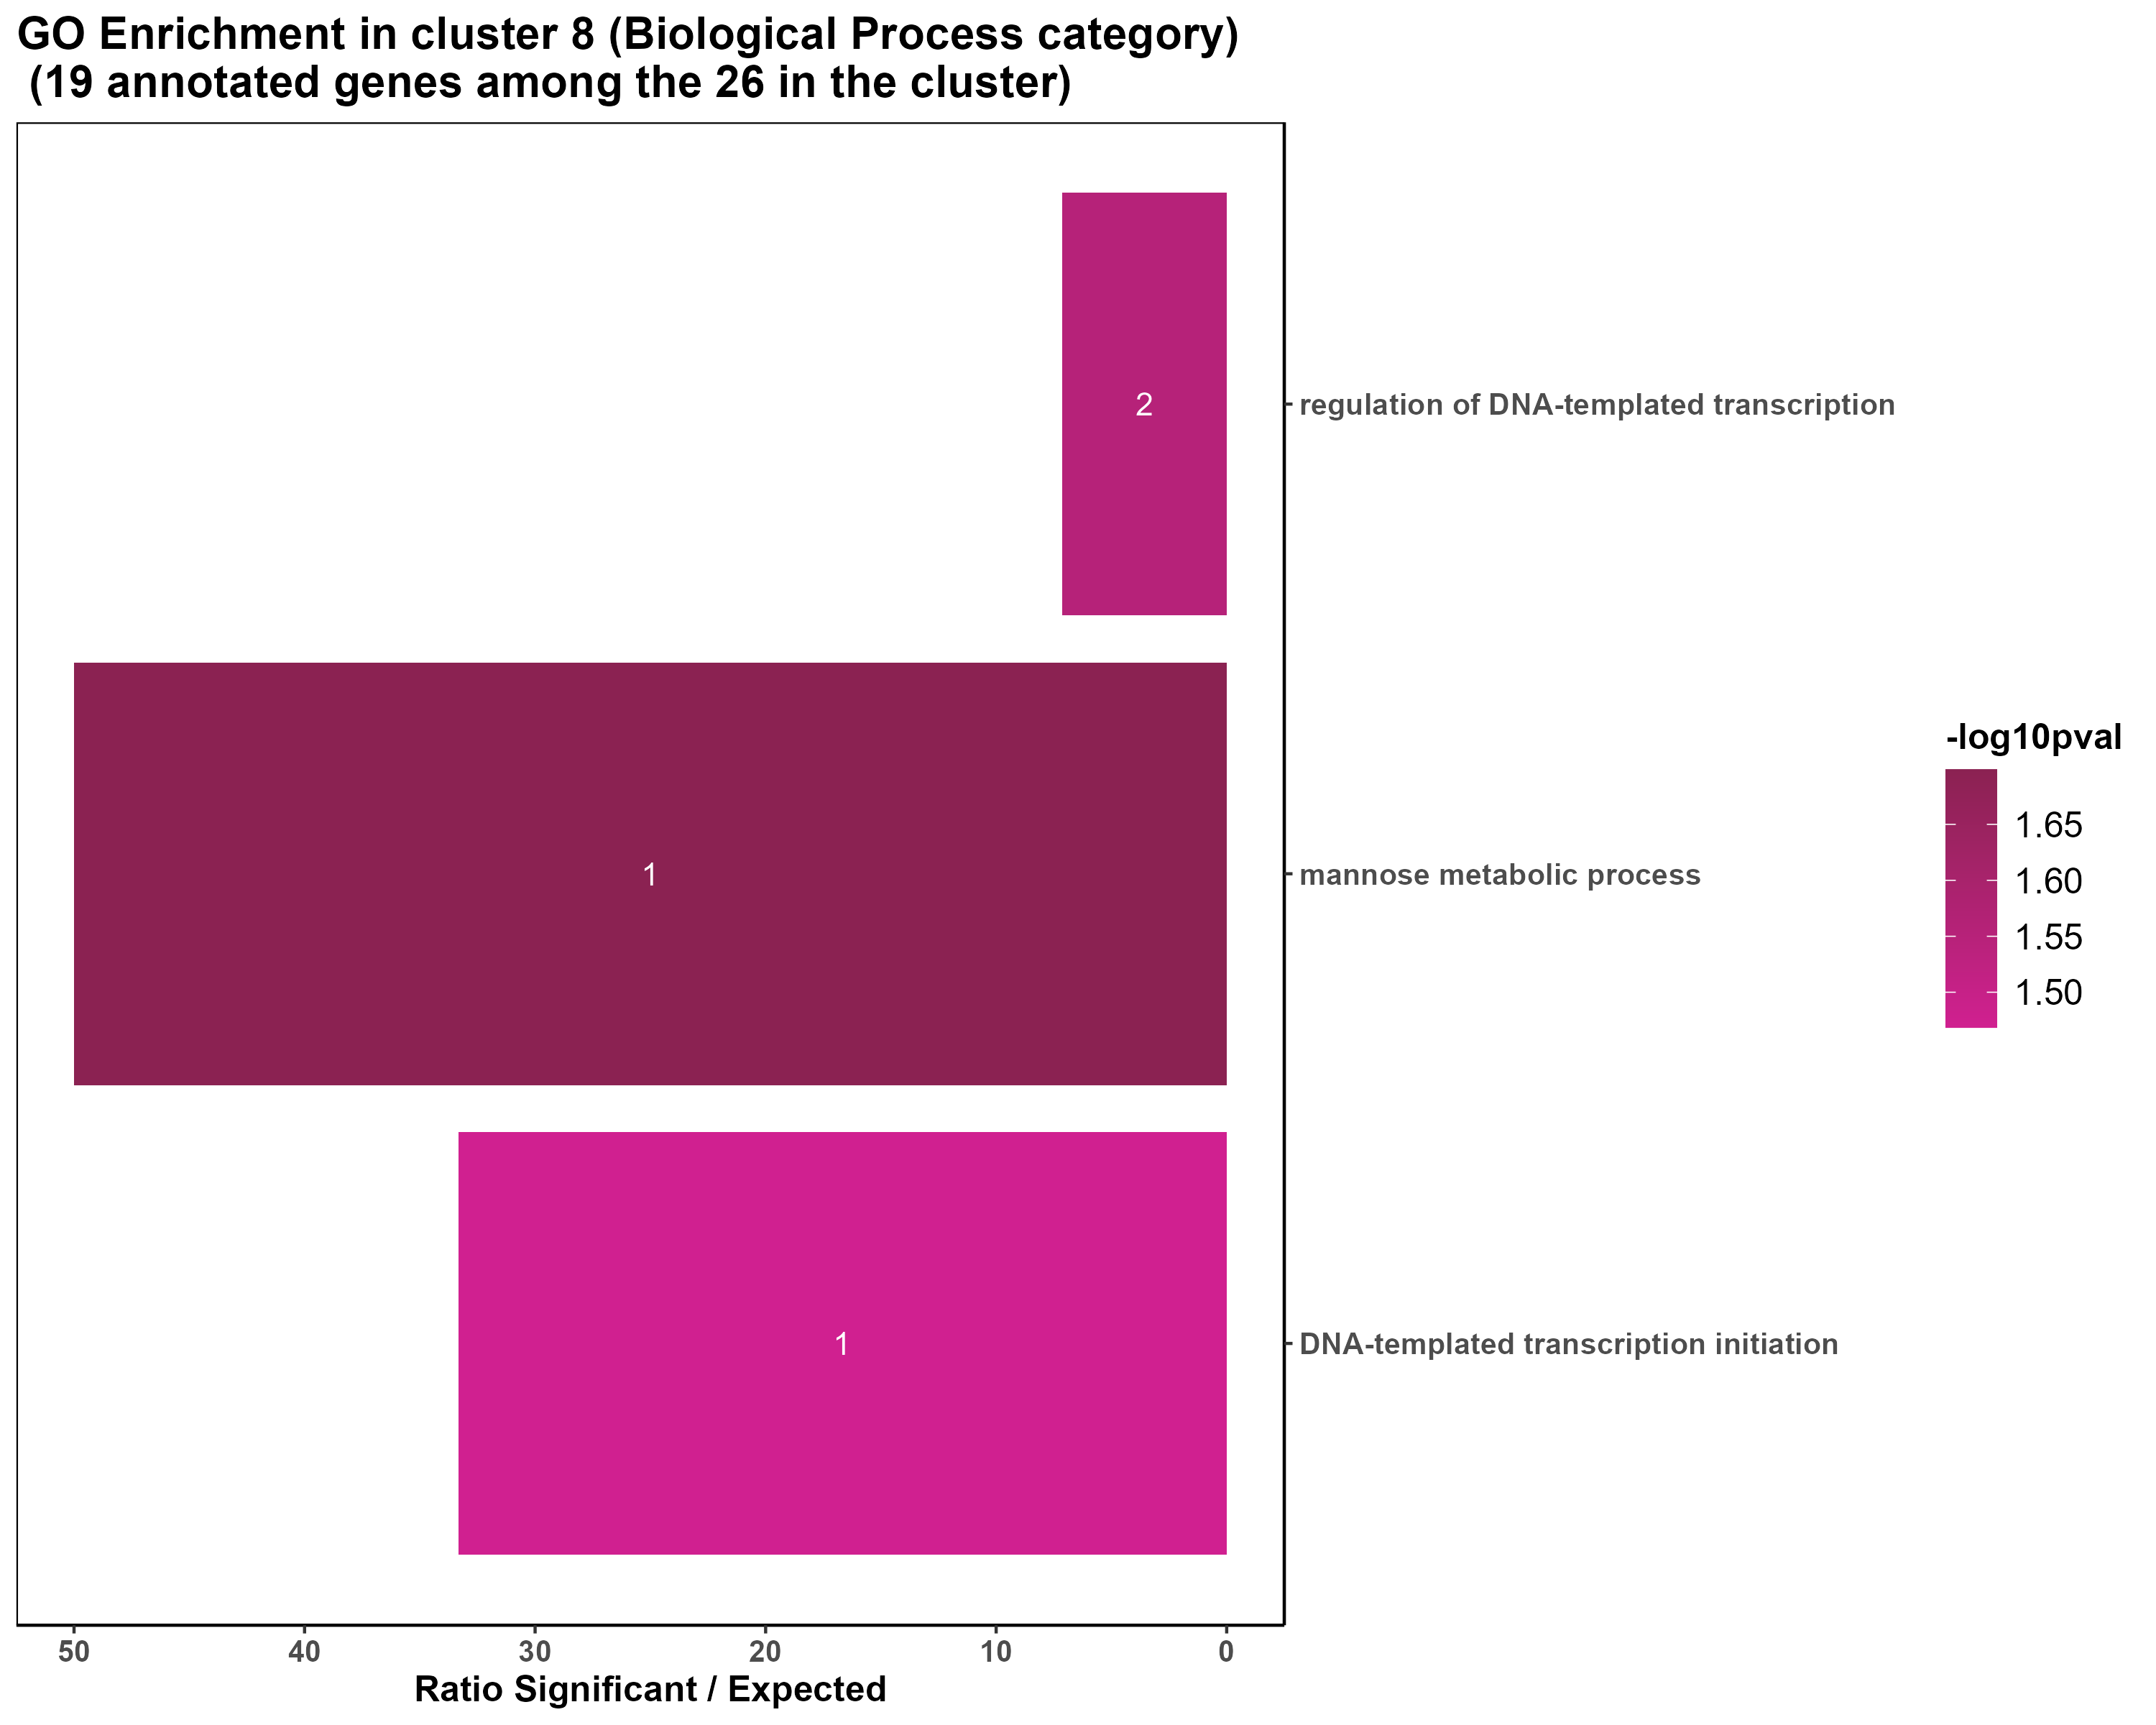 GO Enrichment in cluster 8 (Biological Process category)
(19 annotated genes among the 26 in the cluster)
2
regulation of DNA-templated transcription
1
mannose metabolic process
1
DNA-templated transcription initiation
-log10pval
1.65
1.60
1.55
1.50
50 40 30 20 10 0
Ratio Significant / Expected